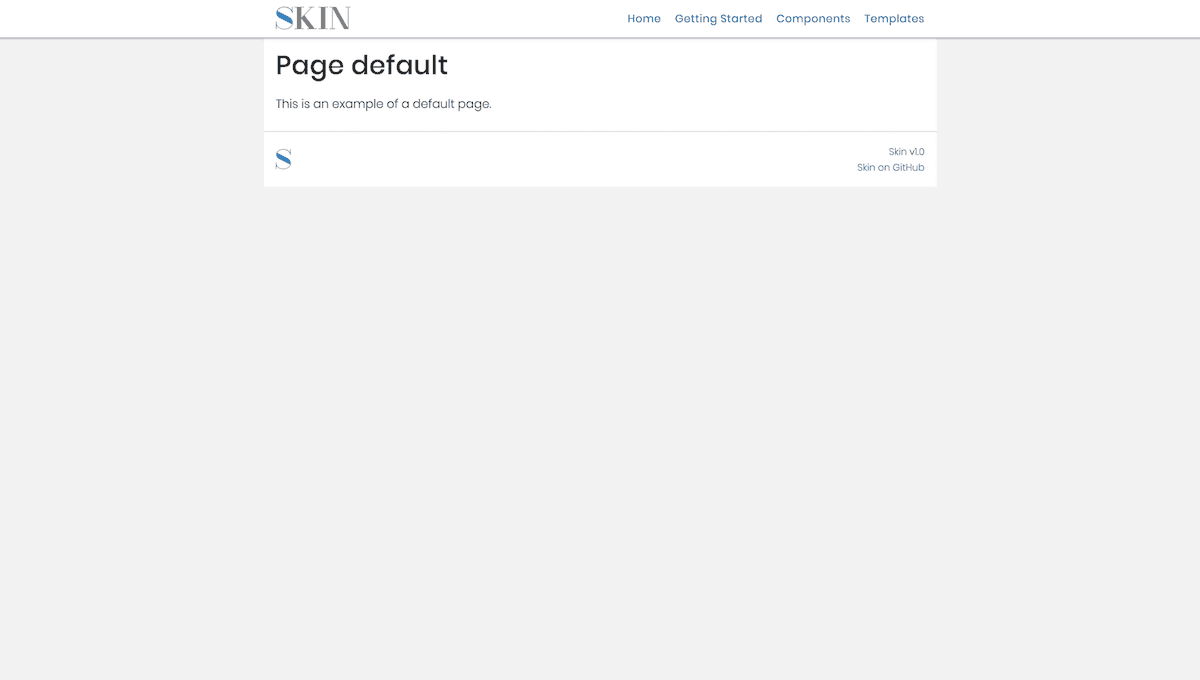 SKIN
Home Getting Started Components Templates
Page default
This is an example of a default page.
S
Skin v1.0
Skin on GitHub